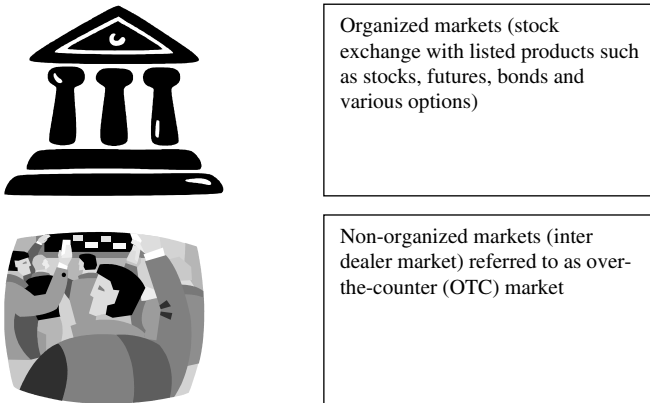 Organized markets (stock
exchange with listed products such
as stocks, futures, bonds and
various options)
Non-organized markets (inter
dealer market) referred to as over-
the-counter (OTC) market